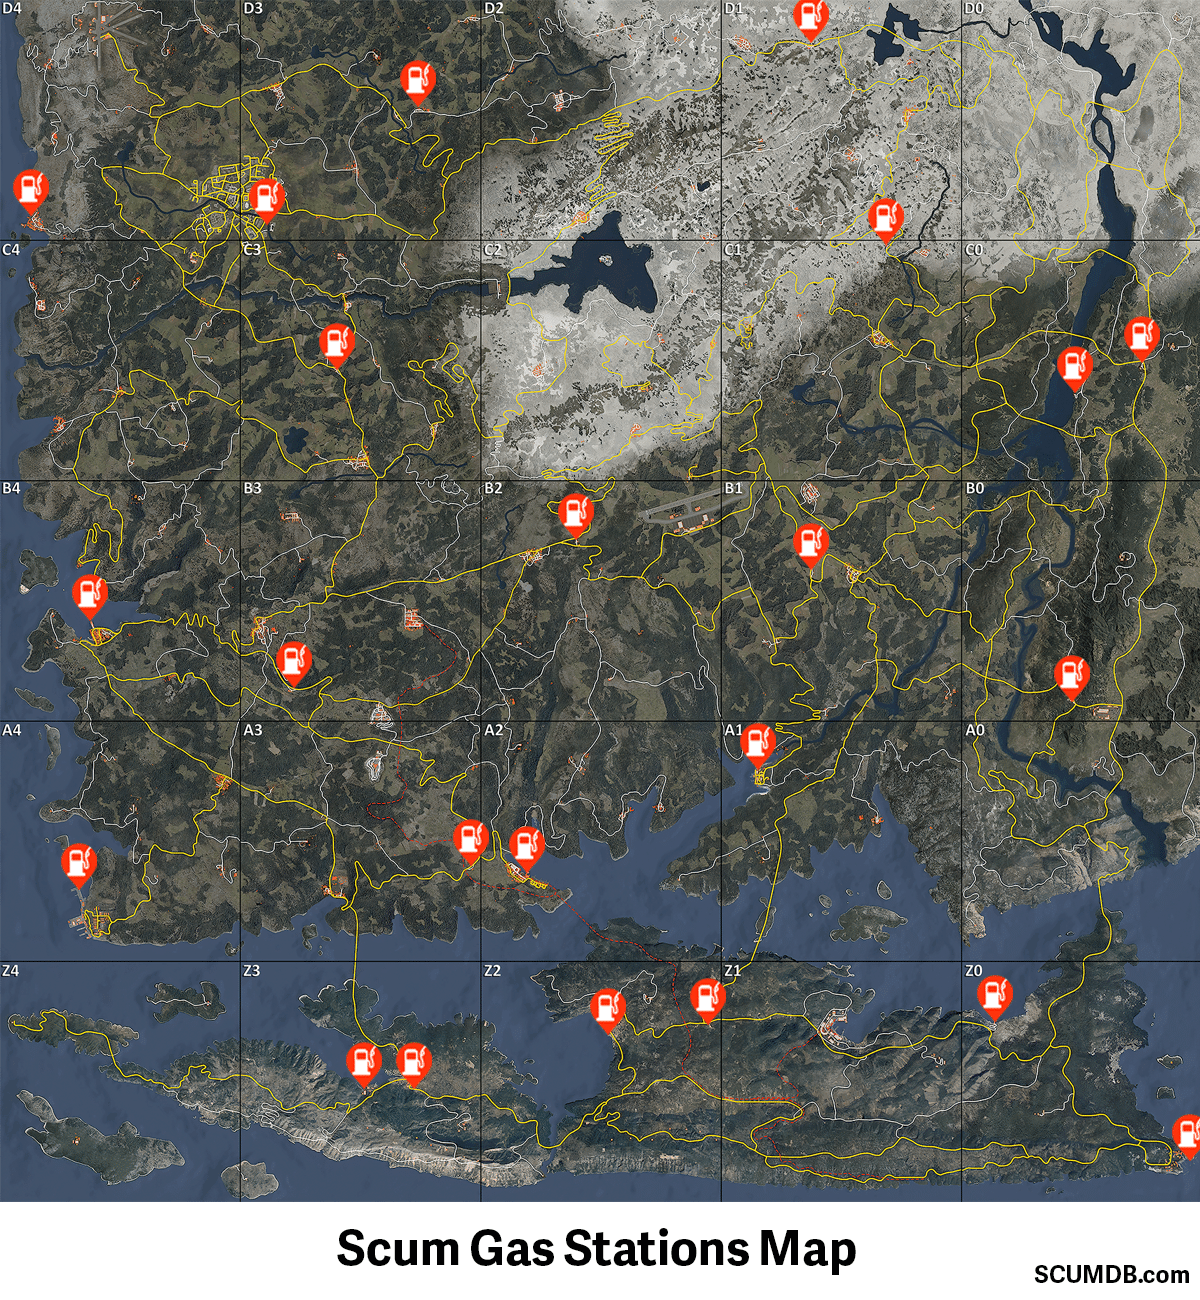 D4 D3 D2 D1 D0
C4 C3 C2 C1 C0
B4 B3 B2 B1 B0
A4 A3 A2 A1 A0
Z4 Z3 Z2 Z1 Z0
Scum Gas Stations Map
SCUMDB.com